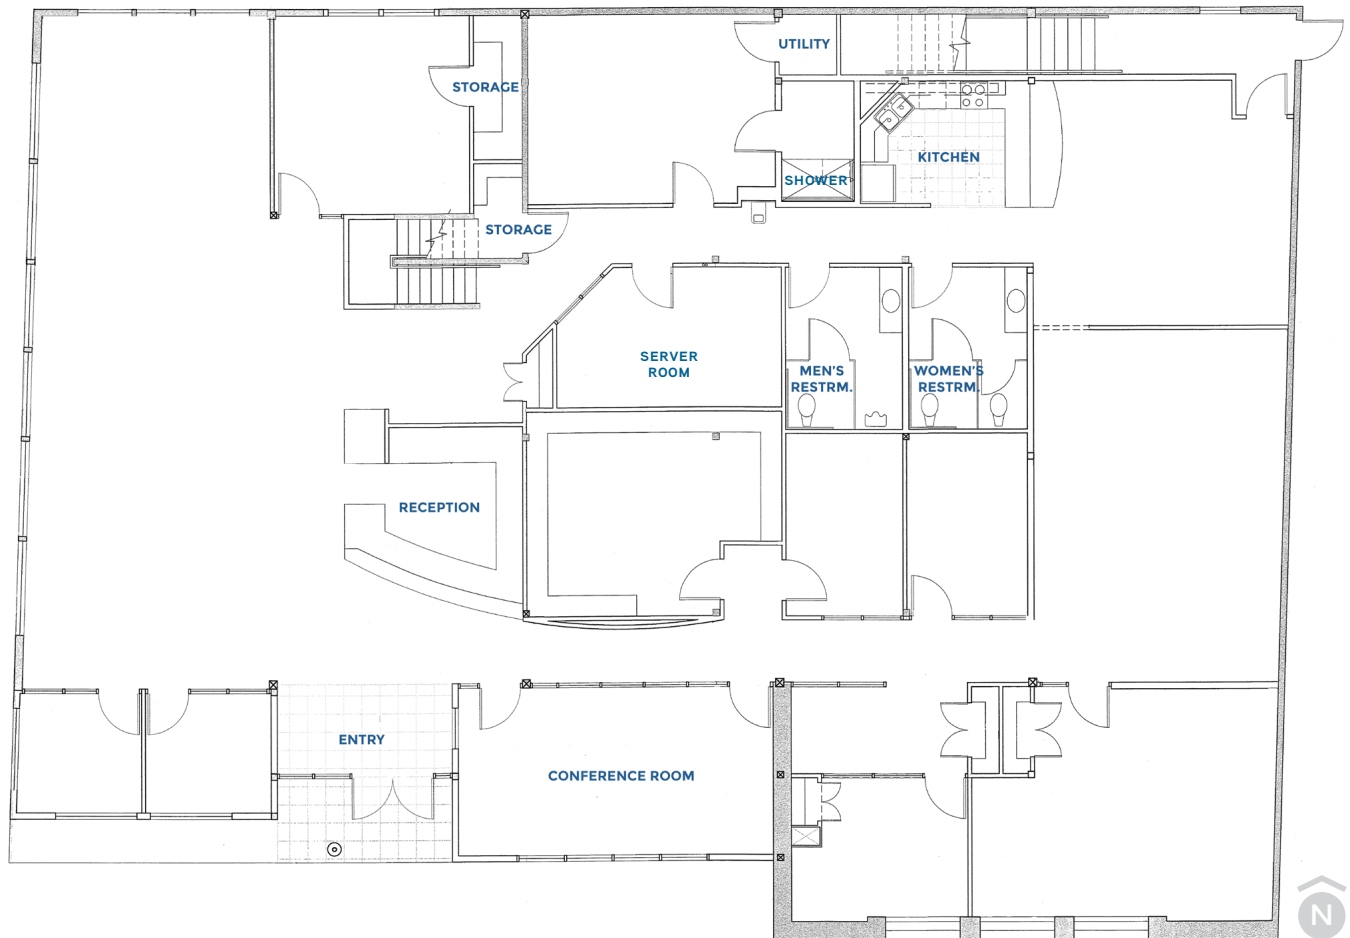 UTILITY
STORAGE
KITCHEN
SHOWER
STORAGE
SERVER
ROOM
MEN'S
RESTRM.
WOMEN'S
RESTRM.
RECEPTION
ENTRY
CONFERENCE ROOM
N